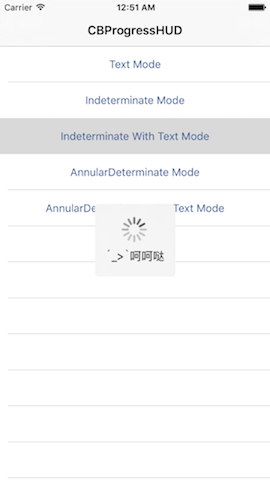 Carrier 12:51 AM
CBProgressHUD
Text Mode
Indeterminate Mode
Indeterminate With Text Mode
AnnularDeterminate Mode
AnnularDe Text Mode
´_>`呵呵哒